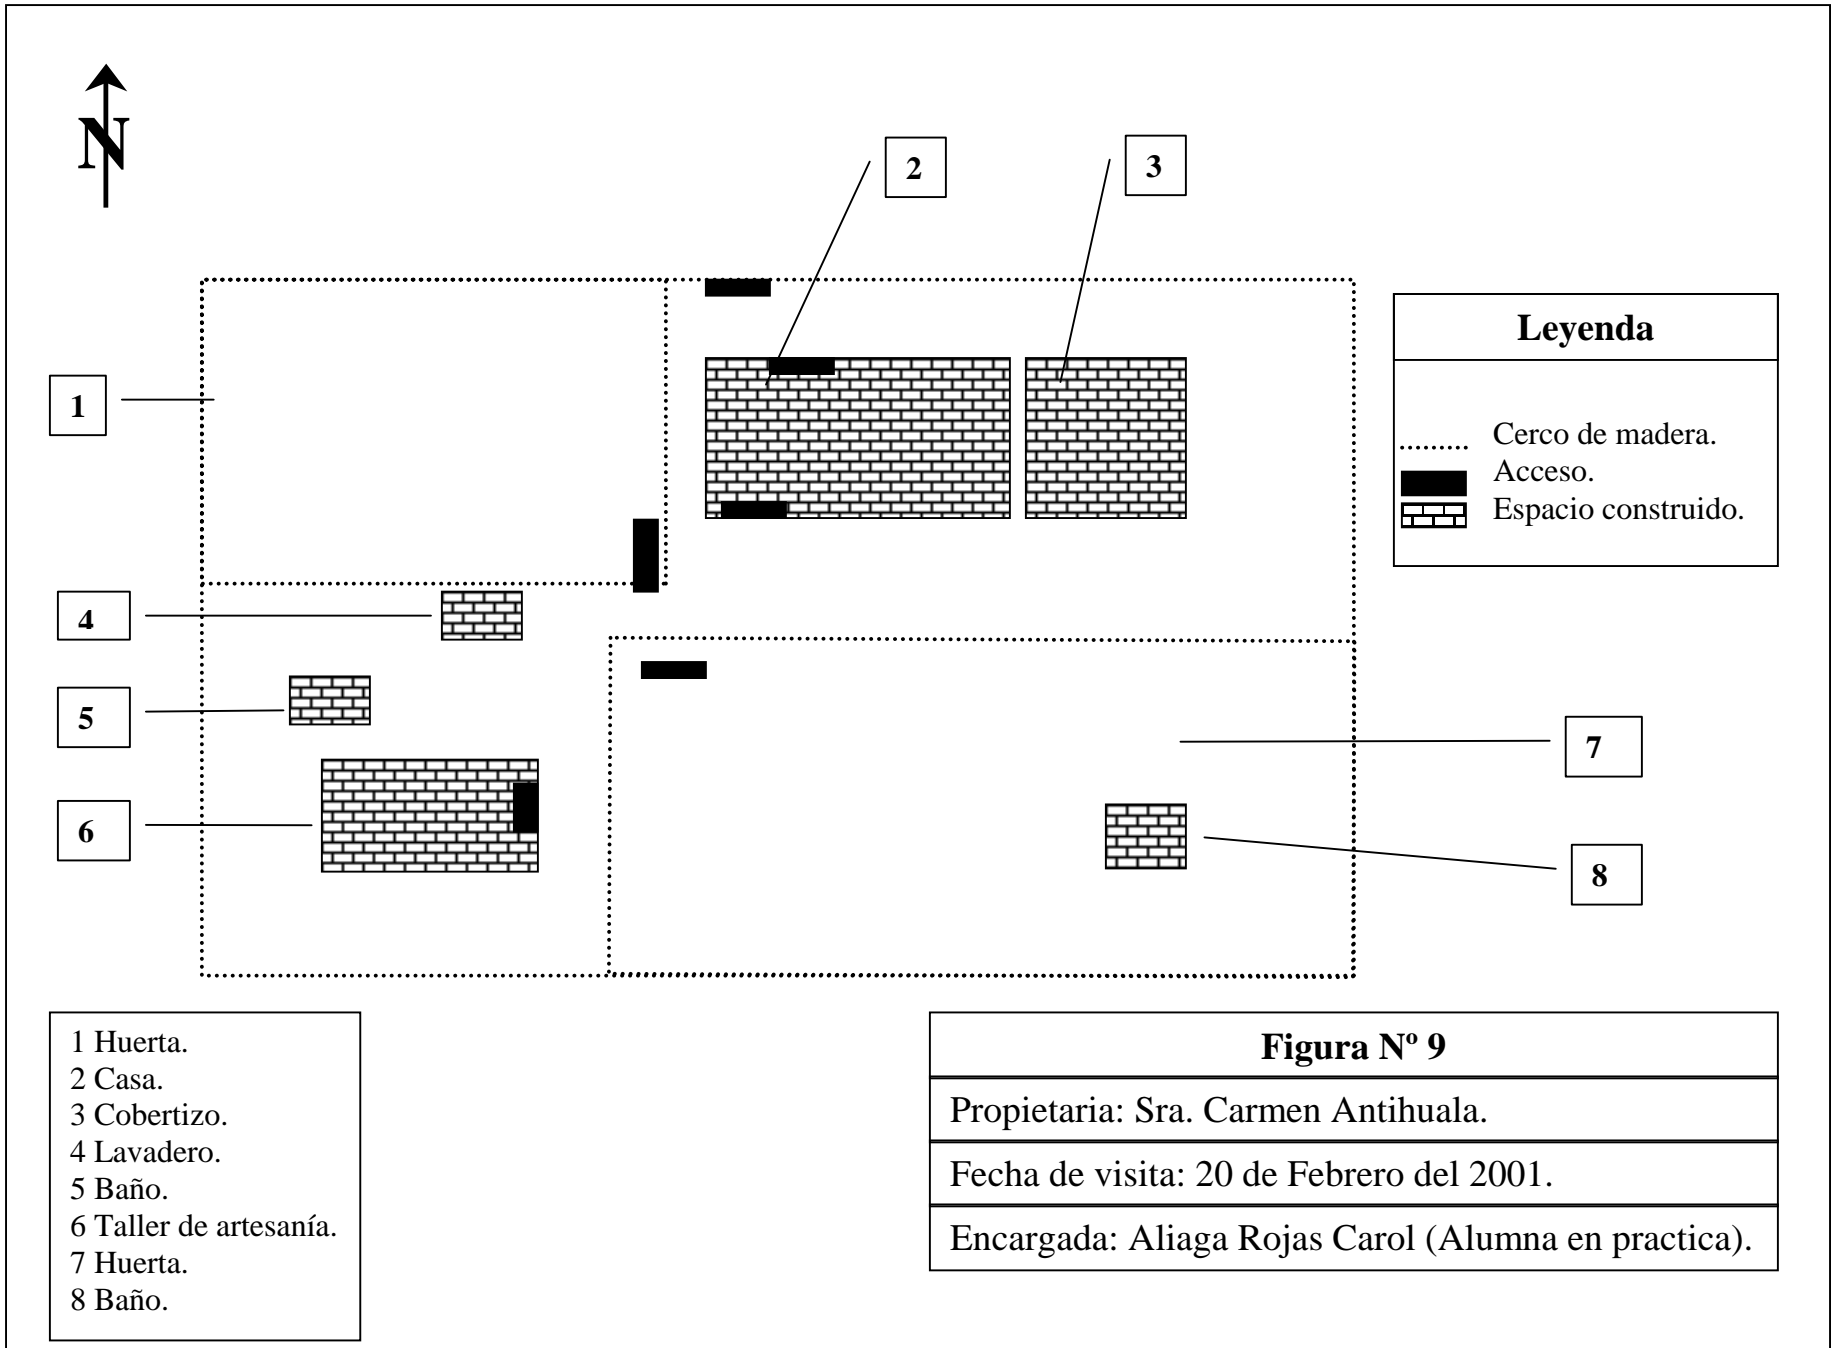 N
2
3
1
Leyenda
Cerco de madera.
Acceso.
Espacio construido.
4
5
6
7
8
1 Huerta.
2 Casa.
3 Cobertizo.
4 Lavadero.
5 Baño.
6 Taller de artesanía.
7 Huerta.
8 Baño.
Figura Nº 9
Propietaria: Sra. Carmen Antihuala.
Fecha de visita: 20 de Febrero del 2001.
Encargada: Aliaga Rojas Carol (Alumna en practica).